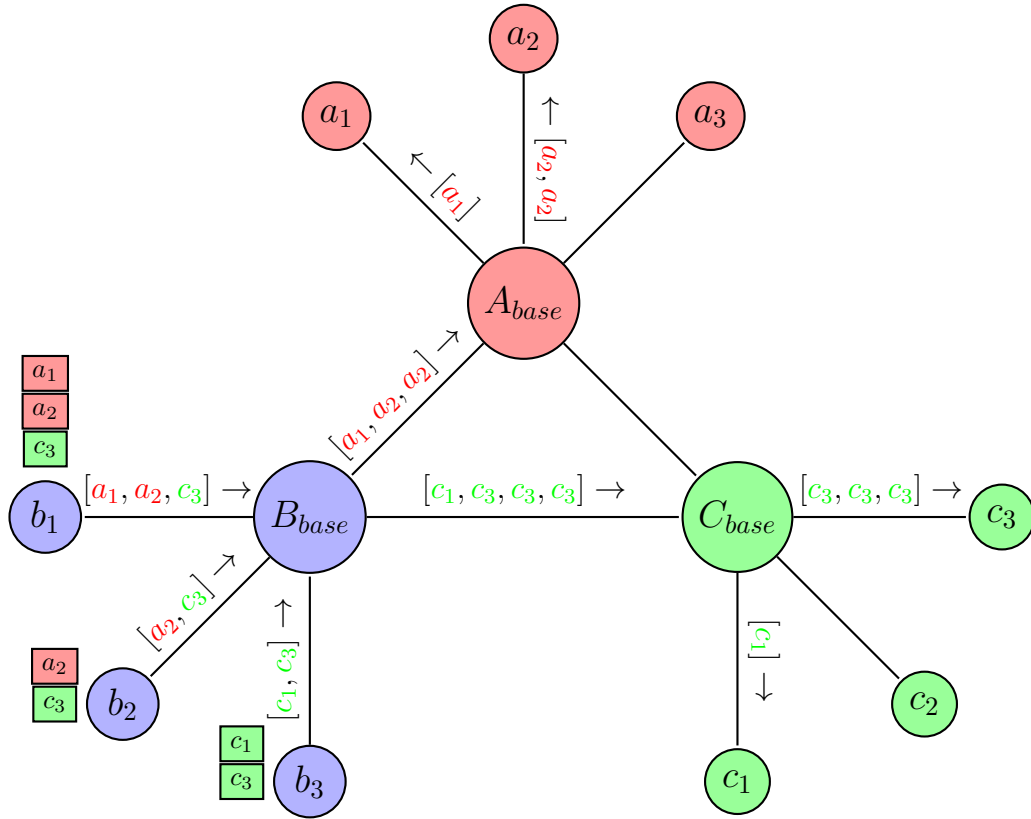 a₂
a₁
a₃
← [a₁]
[a₂, a₂] →
A_base
[a₁, a₂, a₂] →
a₁
a₂
c₃
b₁
[a₁, a₂, c₃] →
B_base
[c₁, c₃, c₃, c₃] →
C_base
[c₃, c₃, c₃] →
c₃
[a₂, c₃] →
[c₁, c₃] →
[c₁] →
a₂
c₃
b₂
c₂
c₁
c₃
b₃
c₁